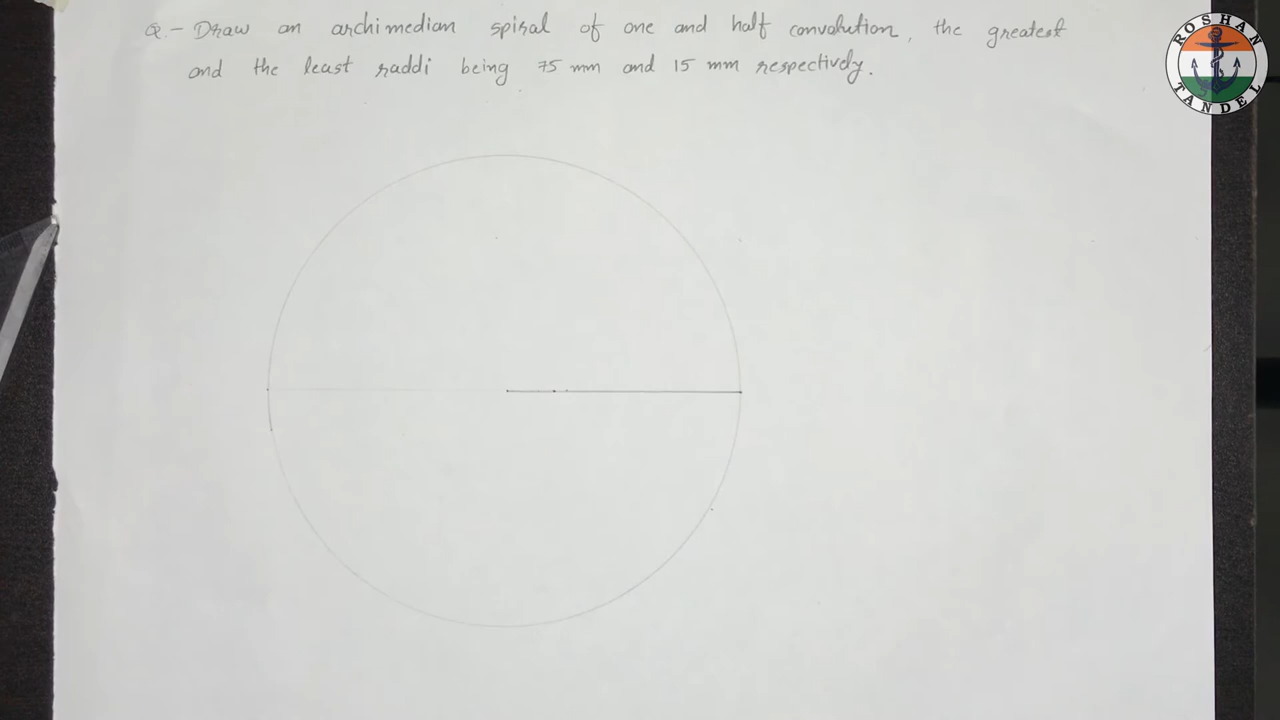 Q.- Draw an archimedian spiral of one and half convolution, the greatest
and the least raddi being 75 mm and 15 mm respectively.
ROSHAN
TANDEL